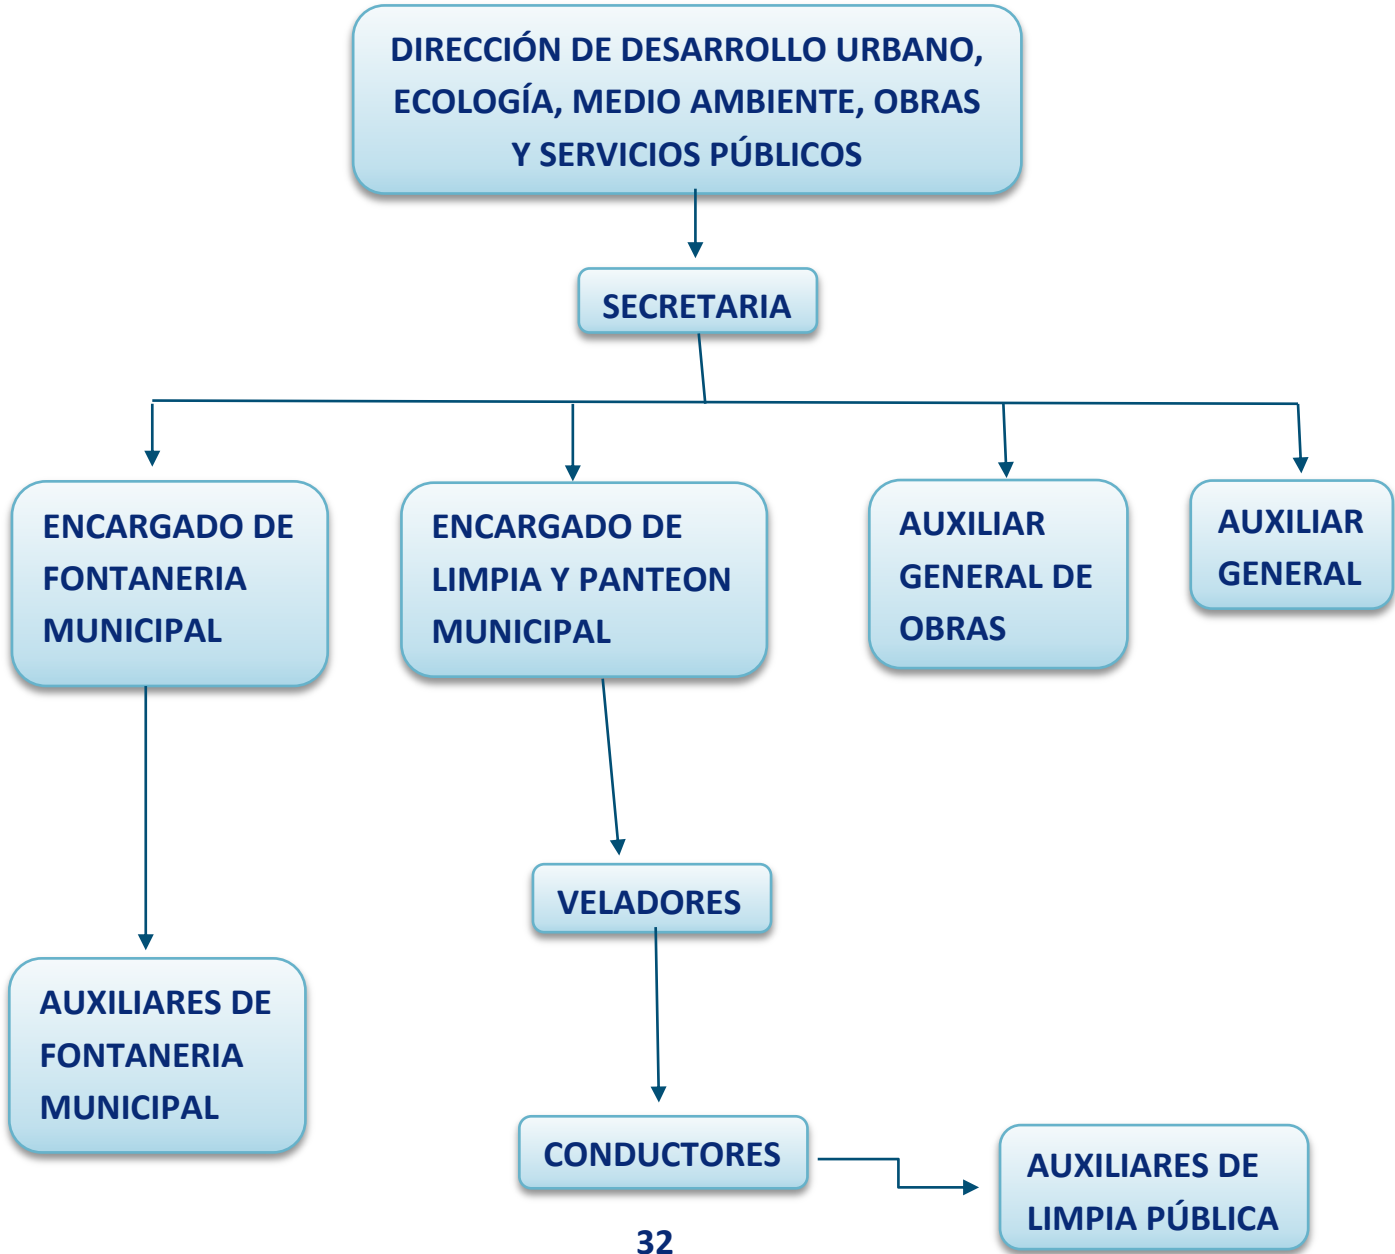 DIRECCIÓN DE DESARROLLO URBANO,
ECOLOGÍA, MEDIO AMBIENTE, OBRAS
Y SERVICIOS PÚBLICOS
SECRETARIA
ENCARGADO DE
FONTANERIA
MUNICIPAL
ENCARGADO DE
LIMPIA Y PANTEON
MUNICIPAL
AUXILIAR
GENERAL DE
OBRAS
AUXILIAR
GENERAL
VELADORES
AUXILIARES DE
FONTANERIA
MUNICIPAL
CONDUCTORES
AUXILIARES DE
LIMPIA PÚBLICA
32